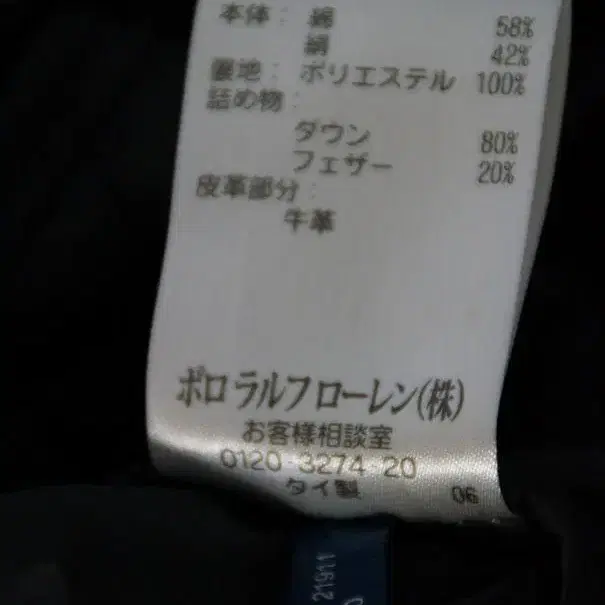 本体: 綿 58%
絹 42%
裏地: ポリエステル 100%
詰め物:
ダウン 80%
フェザー 20%
皮革部分:
牛革
ポロ ラルフ ローレン(株)
お客様相談室
0120-3274-20
タイ製 06
21911